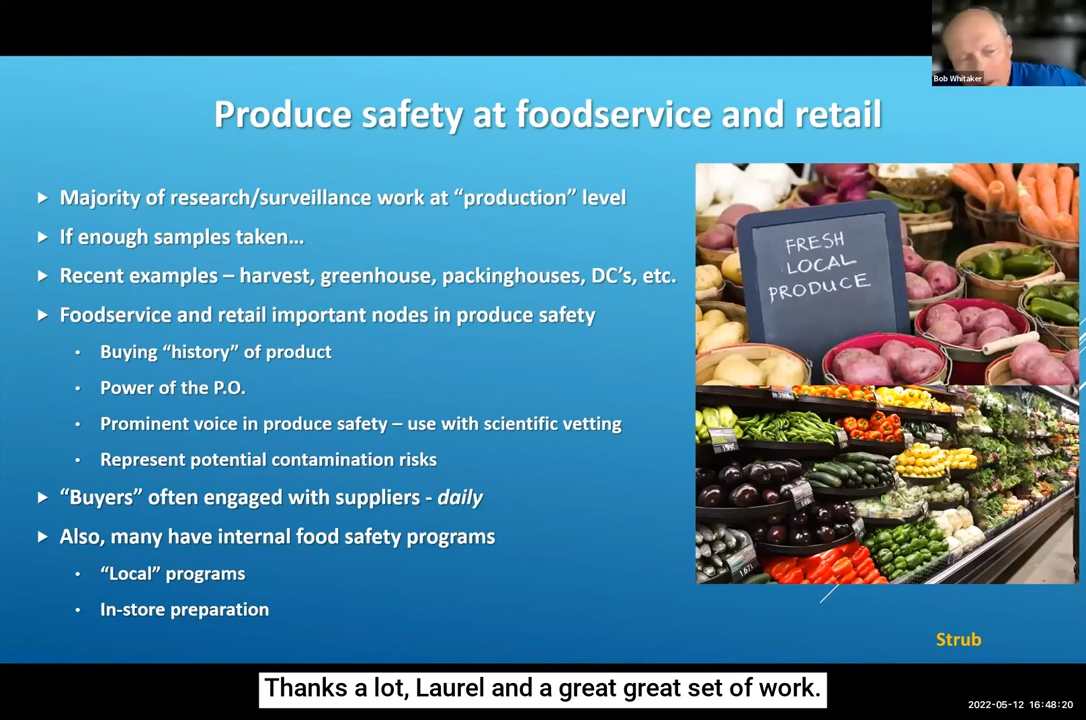 Bob Whitaker
Produce safety at foodservice and retail
Majority of research/surveillance work at “production” level
If enough samples taken…
Recent examples – harvest, greenhouse, packinghouses, DC’s, etc.
Foodservice and retail important nodes in produce safety
Buying “history” of product
Power of the P.O.
Prominent voice in produce safety – use with scientific vetting
Represent potential contamination risks
“Buyers” often engaged with suppliers - daily
Also, many have internal food safety programs
“Local” programs
In-store preparation
FRESH
LOCAL
PRODUCE
Strub
Thanks a lot, Laurel and a great great set of work.
2022-05-12 16:48:20